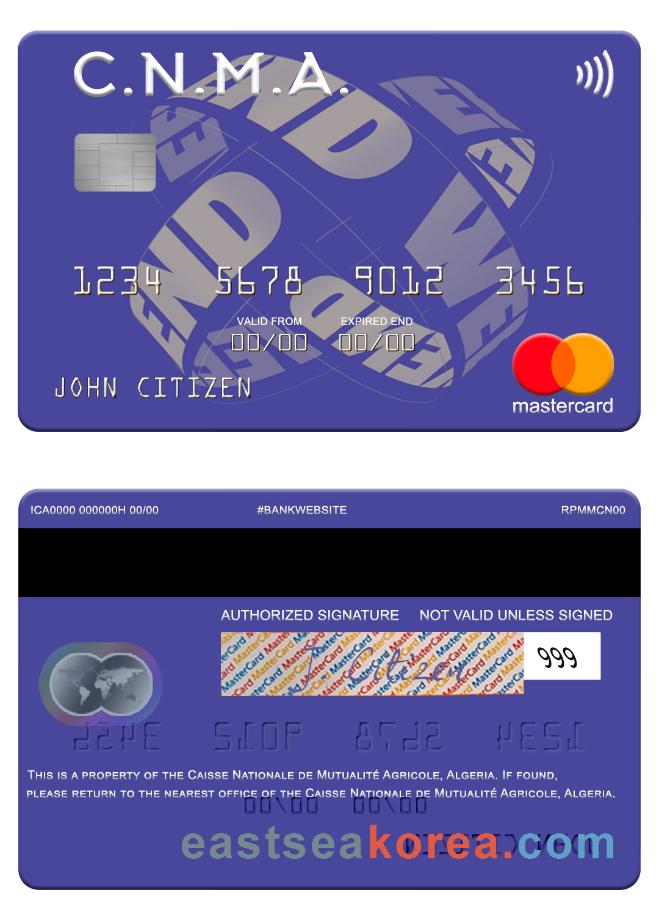 C.N.M.A.
1234 5678 9012 3456
VALID FROM EXPIRED END
00/00 00/00
JOHN CITIZEN
mastercard
ICA0000 000000H 00/00 #BANKWEBSITE RPMMCN00
AUTHORIZED SIGNATURE NOT VALID UNLESS SIGNED
J. Citizen 999
THIS IS A PROPERTY OF THE CAISSE NATIONALE DE MUTUALITÉ AGRICOLE, ALGERIA. IF FOUND,
PLEASE RETURN TO THE NEAREST OFFICE OF THE CAISSE NATIONALE DE MUTUALITÉ AGRICOLE, ALGERIA.
eastseakorea.com